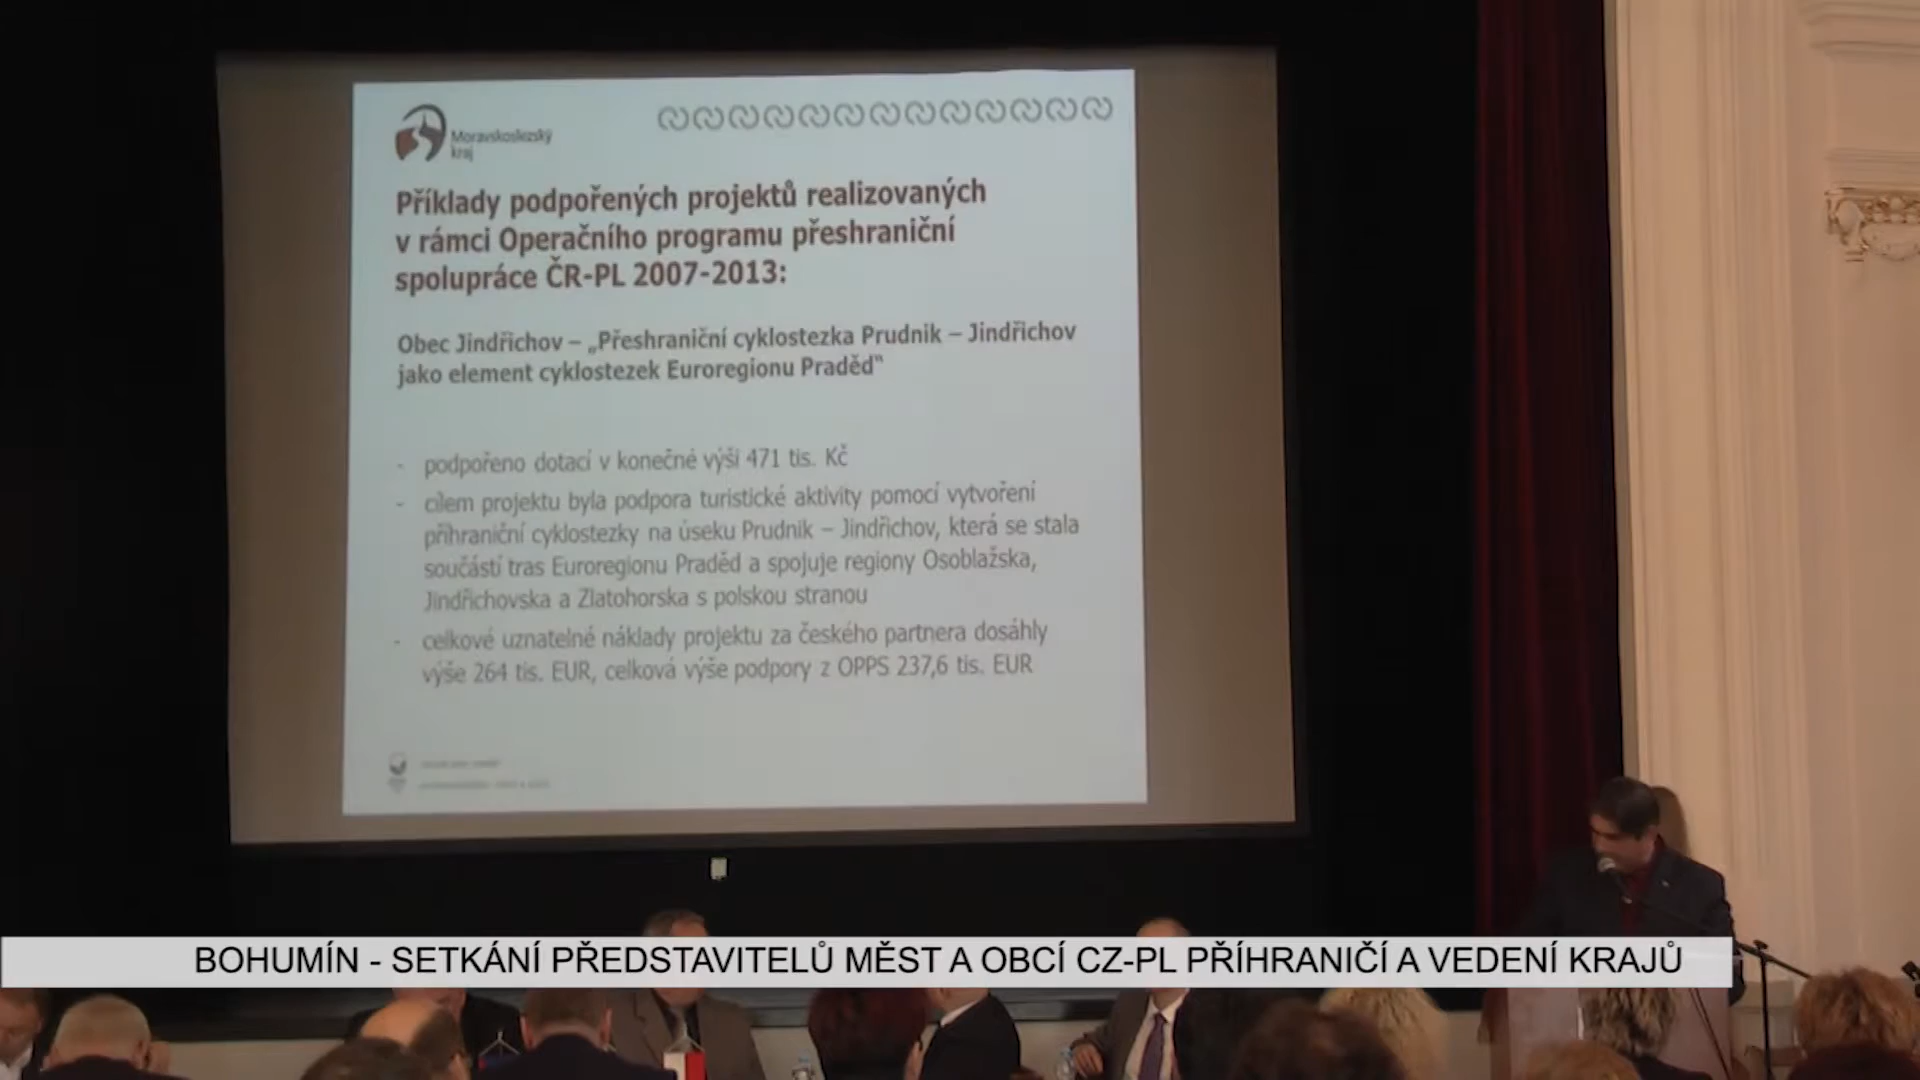 Moravskoslezský
kraj
Příklady podpořených projektů realizovaných
v rámci Operačního programu přeshraniční
spolupráce ČR-PL 2007-2013:
Obec Jindřichov – „Přeshraniční cyklostezka Prudnik – Jindřichov
jako element cyklostezek Euroregionu Praděd“
- podpořeno dotací v konečné výši 471 tis. Kč
- cílem projektu byla podpora turistické aktivity pomocí vytvoření
příhraniční cyklostezky na úseku Prudnik – Jindřichov, která se stala
součástí tras Euroregionu Praděd a spojuje regiony Osoblažska,
Jindřichovska a Zlatohorska s polskou stranou
- celkové uznatelné náklady projektu za českého partnera dosáhly
výše 264 tis. EUR, celková výše podpory z OPPS 237,6 tis. EUR
BOHUMÍN - SETKÁNÍ PŘEDSTAVITELŮ MĚST A OBCÍ CZ-PL PŘÍHRANIČÍ A VEDENÍ KRAJŮ